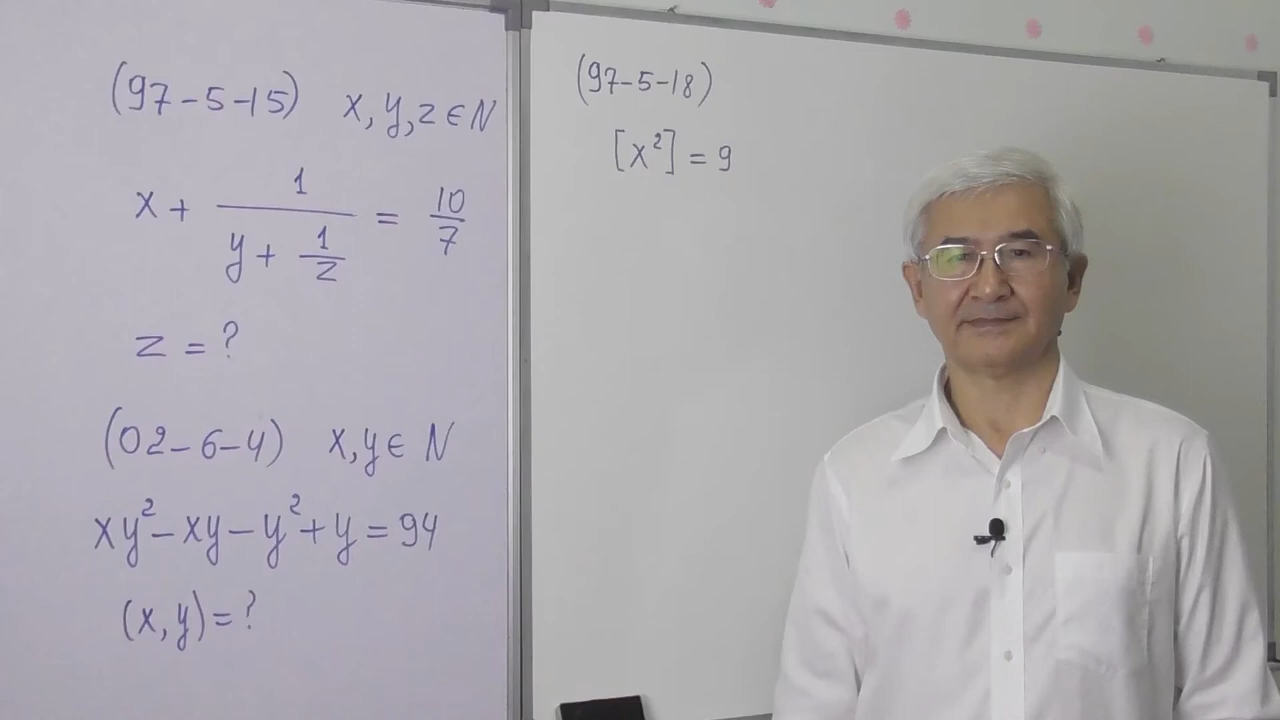 (97-5-15) x, y, z ∈ N
x + 1/(y + 1/z) = 10/7
z = ?
(02-6-4) x, y ∈ N
xy² - xy - y² + y = 94
(x, y) = ?
(97-5-18)
[x²] = 9